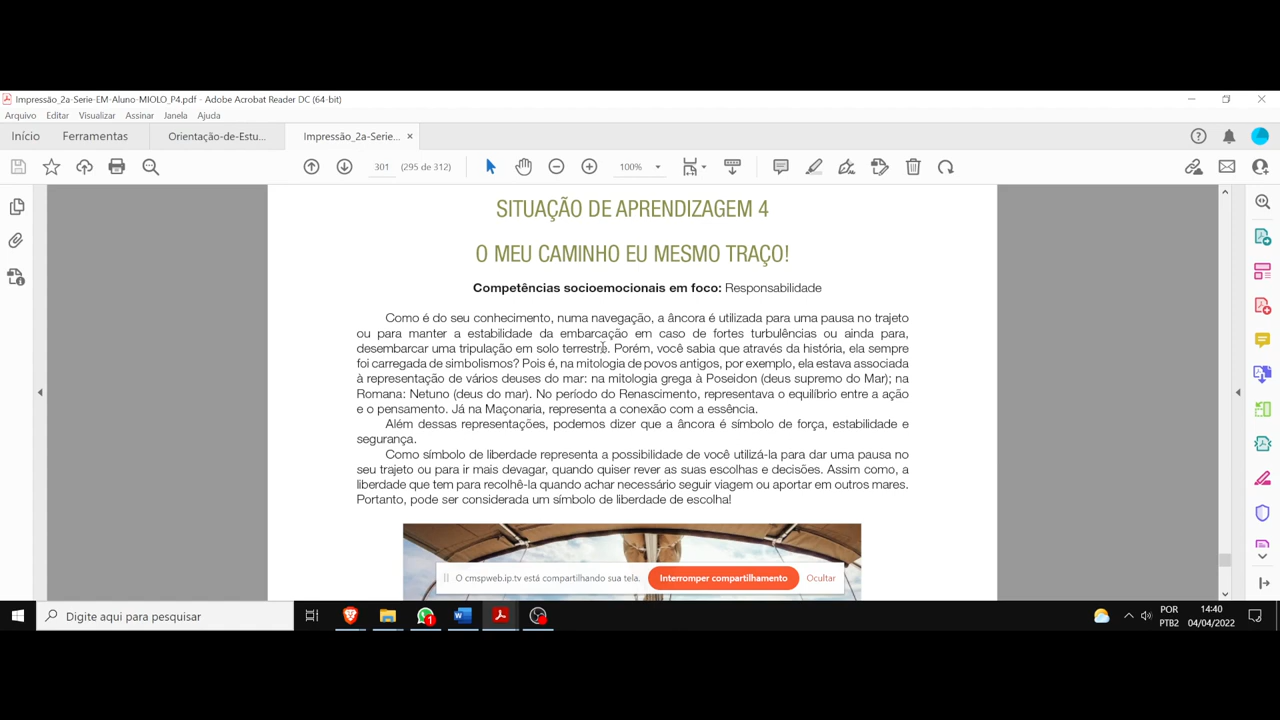 Impressão_2a-Serie-EM-Aluno-MIOLO_P4.pdf - Adobe Acrobat Reader DC (64-bit)
Arquivo Editar Visualizar Assinar Janela Ajuda
Início Ferramentas Orientação-de-Estu... Impressão_2a-Serie... ×
301 (295 de 312) 100%
SITUAÇÃO DE APRENDIZAGEM 4
O MEU CAMINHO EU MESMO TRAÇO!
Competências socioemocionais em foco: Responsabilidade
Como é do seu conhecimento, numa navegação, a âncora é utilizada para uma pausa no trajeto
ou para manter a estabilidade da embarcação em caso de fortes turbulências ou ainda para,
desembarcar uma tripulação em solo terrestre. Porém, você sabia que através da história, ela sempre
foi carregada de simbolismos? Pois é, na mitologia de povos antigos, por exemplo, ela estava associada
à representação de vários deuses do mar: na mitologia grega à Poseidon (deus supremo do Mar); na
Romana: Netuno (deus do mar). No período do Renascimento, representava o equilíbrio entre a ação
e o pensamento. Já na Maçonaria, representa a conexão com a essência.
Além dessas representações, podemos dizer que a âncora é símbolo de força, estabilidade e
segurança.
Como símbolo de liberdade representa a possibilidade de você utilizá-la para dar uma pausa no
seu trajeto ou para ir mais devagar, quando quiser rever as suas escolhas e decisões. Assim como, a
liberdade que tem para recolhê-la quando achar necessário seguir viagem ou aportar em outros mares.
Portanto, pode ser considerada um símbolo de liberdade de escolha!
O cmspweb.ip.tv está compartilhando sua tela. Interromper compartilhamento Ocultar
Digite aqui para pesquisar
1
POR
PTB2
14:40
04/04/2022